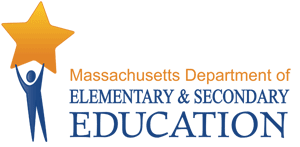 Massachusetts Department of
ELEMENTARY & SECONDARY
EDUCATION